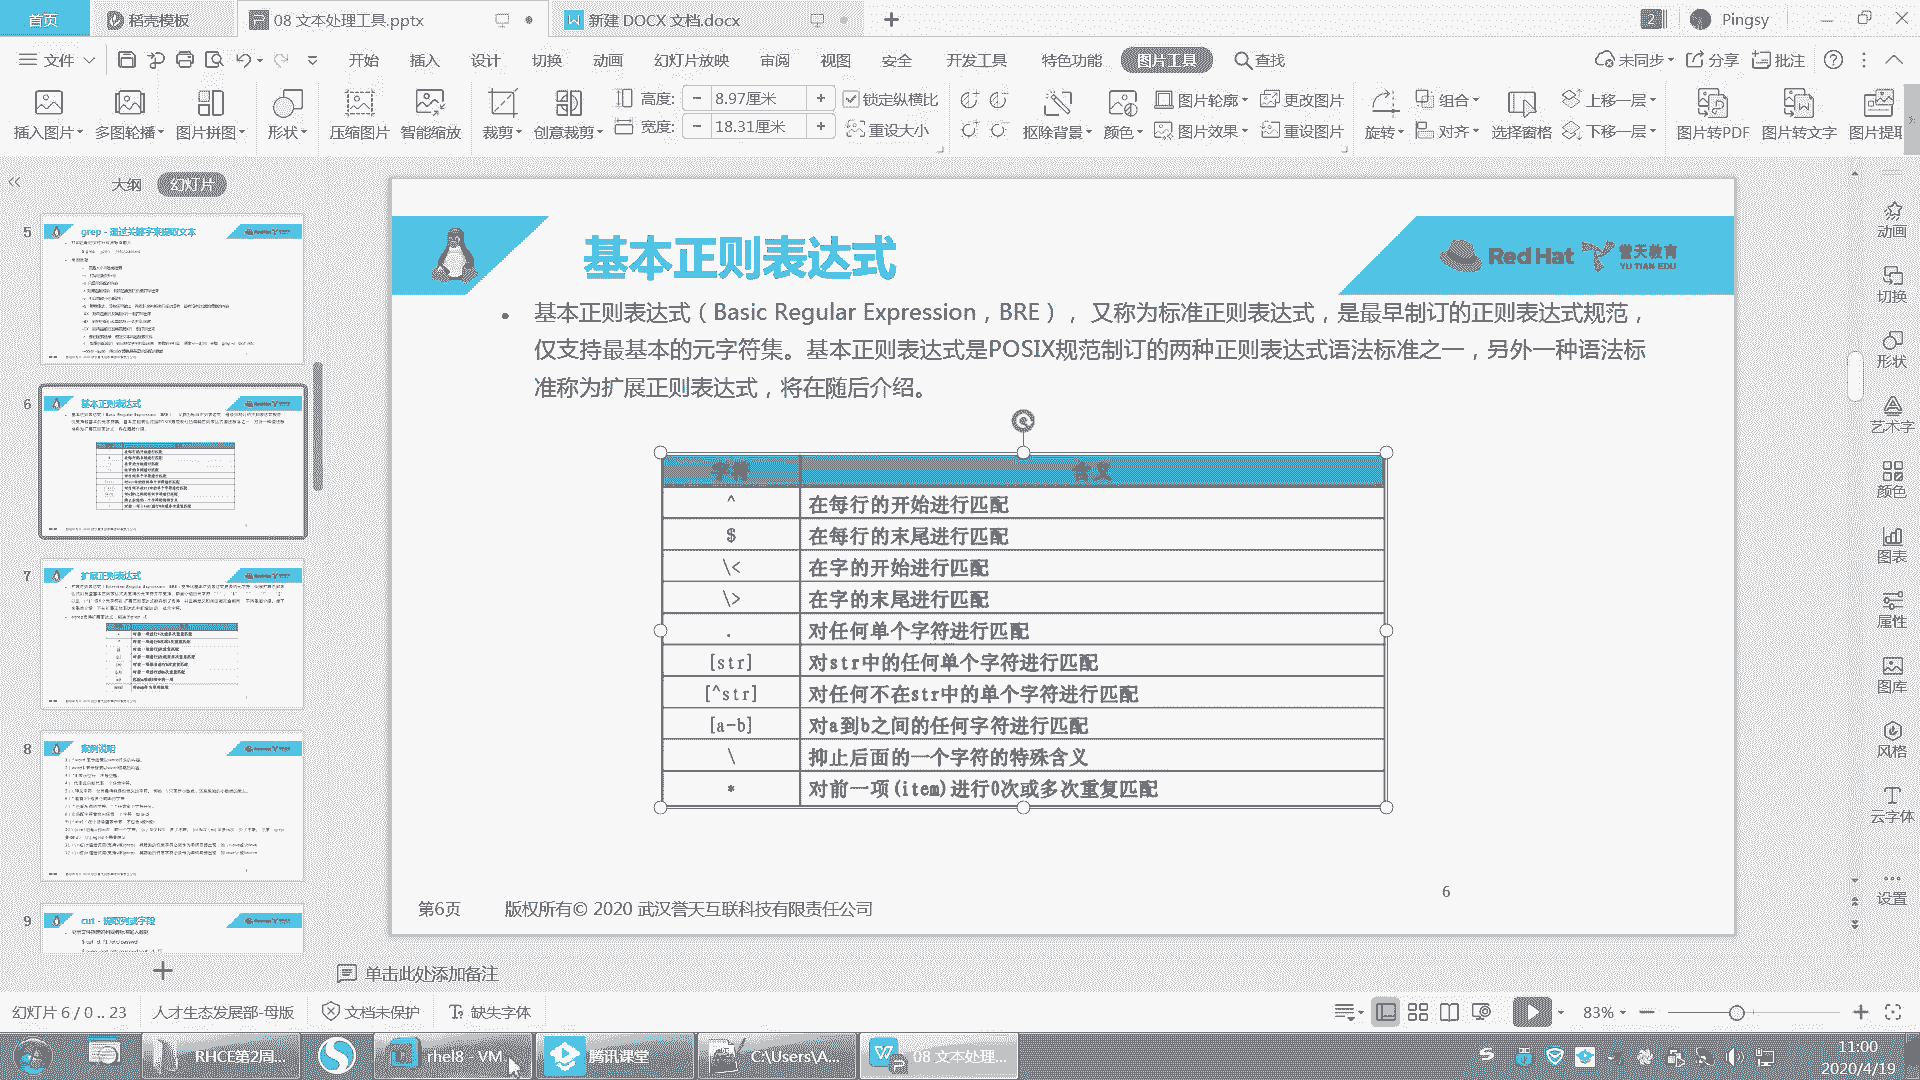 首页
稻壳模板
08 文本处理工具.pptx
新建 DOCX 文档.docx
2
Pingsy
文件
开始
插入
设计
切换
动画
幻灯片放映
审阅
视图
安全
开发工具
特色功能
图片工具
查找
未同步
分享
批注
插入图片
多图轮播
图片拼图
形状
压缩图片
智能缩放
裁剪
创意裁剪
高度: 8.97厘米
宽度: 18.31厘米
锁定纵横比
重设大小
抠除背景
颜色
图片轮廓
图片效果
更改图片
重设图片
旋转
组合
对齐
选择窗格
上移一层
下移一层
图片转PDF
图片转文字
图片提取
大纲
幻灯片
5
grep - 通过关键字来提取文本
6
基本正则表达式
7
扩展正则表达式
8
案例说明
9
cut - 提取列或字段
基本正则表达式
Red Hat
誉天教育
YU TIAN EDU
基本正则表达式（Basic Regular Expression，BRE），又称为标准正则表达式，是最早制订的正则表达式规范，
仅支持最基本的元字符集。基本正则表达式是POSIX规范制订的两种正则表达式语法标准之一，另外一种语法标
准称为扩展正则表达式，将在随后介绍。
字符 含义
^ 在每行的开始进行匹配
$ 在每行的末尾进行匹配
\< 在字的开始进行匹配
\> 在字的末尾进行匹配
. 对任何单个字符进行匹配
[str] 对str中的任何单个字符进行匹配
[^str] 对任何不在str中的单个字符进行匹配
[a-b] 对a到b之间的任何字符进行匹配
\ 抑止后面的一个字符的特殊含义
* 对前一项(item)进行0次或多次重复匹配
6
第6页 版权所有© 2020 武汉誉天互联科技有限责任公司
动画
切换
形状
艺术字
颜色
图表
属性
图库
风格
云字体
设置
单击此处添加备注
幻灯片 6 / 0 .. 23
人才生态发展部-母版
文档未保护
缺失字体
83%
RHCE第2周...
rhel8 - VM
腾讯课堂
C:\Users\A...
08 文本处理...
11:00
2020/4/19